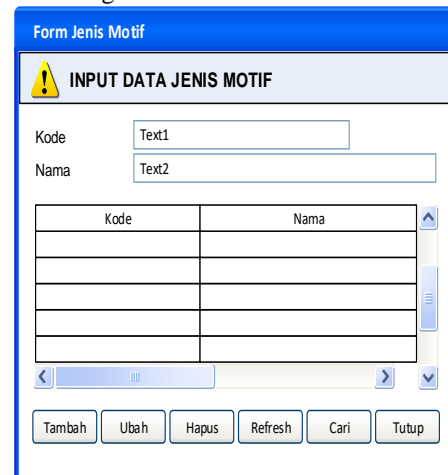 Form Jenis Motif
INPUT DATA JENIS MOTIF
Kode Text1
Nama Text2
Kode Nama
Tambah Ubah Hapus Refresh Cari Tutup